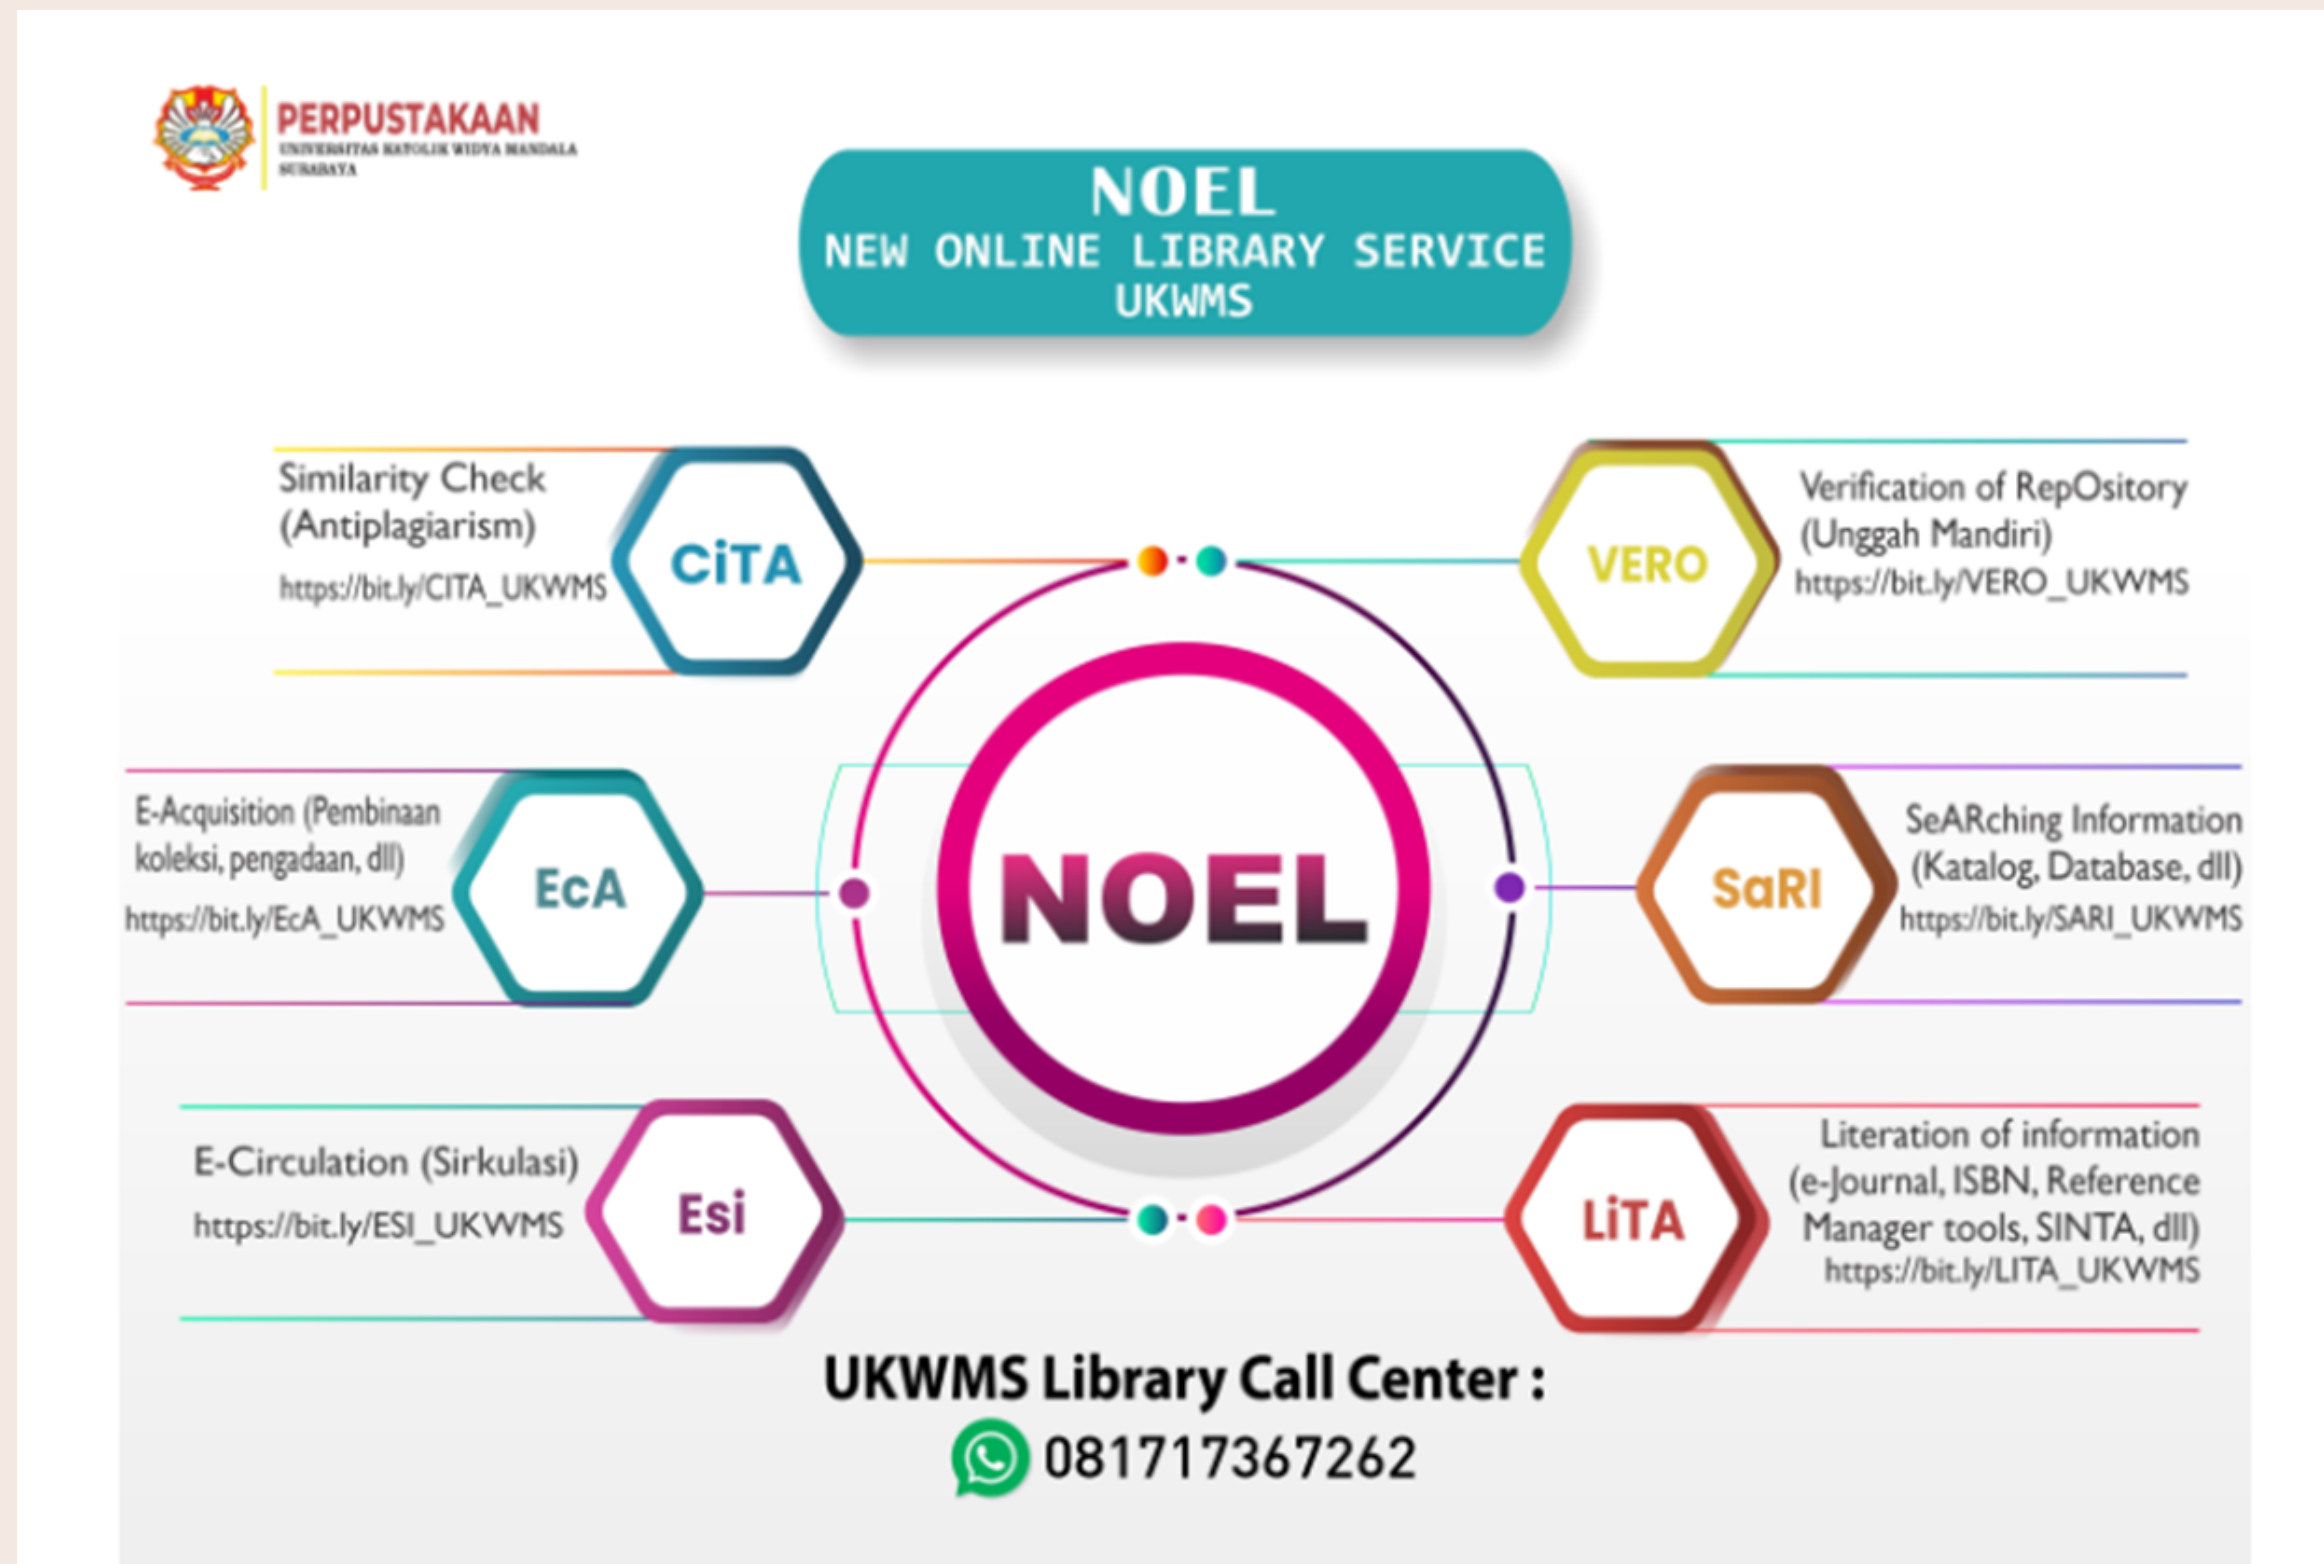 PERPUSTAKAAN
UNIVERSITAS KATOLIK WIDYA MANDALA
SURABAYA
NOEL
NEW ONLINE LIBRARY SERVICE
UKWMS
Similarity Check
(Antiplagiarism)
https://bit.ly/CITA_UKWMS
CiTA
VERO
Verification of RepOsitory
(Unggah Mandiri)
https://bit.ly/VERO_UKWMS
E-Acquisition (Pembinaan
koleksi, pengadaan, dll)
https://bit.ly/EcA_UKWMS
EcA
NOEL
SaRI
SeARching Information
(Katalog, Database, dll)
https://bit.ly/SARI_UKWMS
E-Circulation (Sirkulasi)
https://bit.ly/ESI_UKWMS
Esi
LiTA
Literation of information
(e-Journal, ISBN, Reference
Manager tools, SINTA, dll)
https://bit.ly/LITA_UKWMS
UKWMS Library Call Center :
081717367262